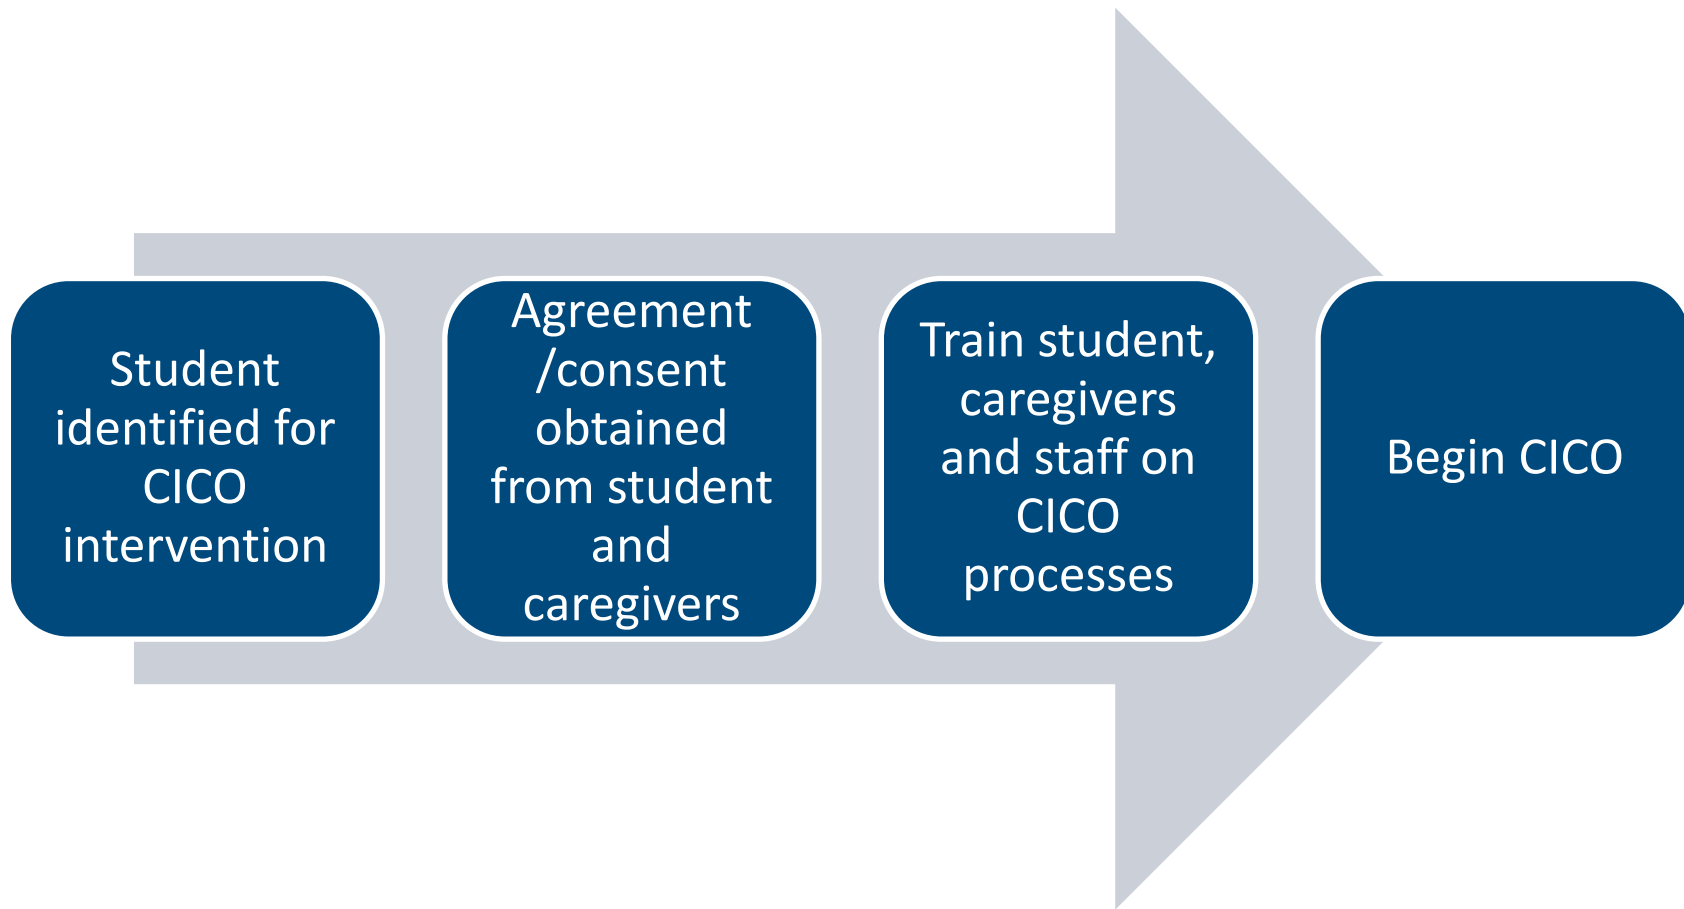 Student
identified for
CICO
intervention
Agreement
/consent
obtained
from student
and
caregivers
Train student,
caregivers
and staff on
CICO
processes
Begin CICO